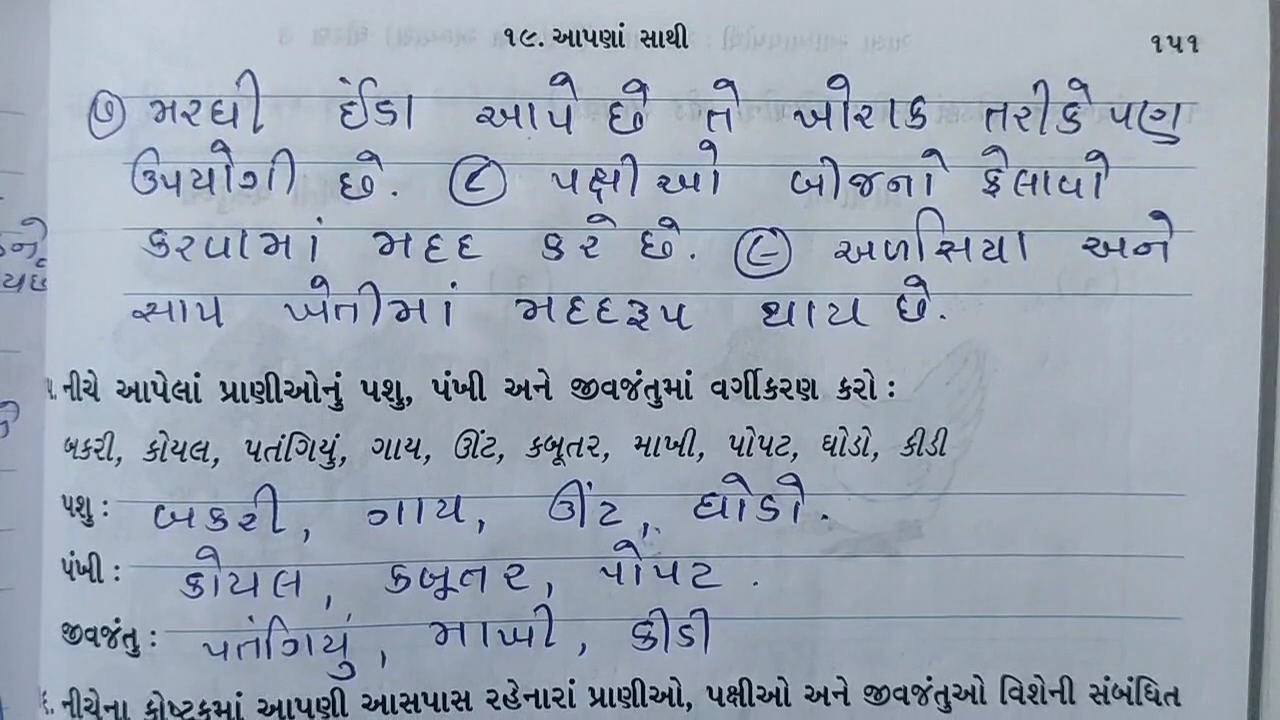 ૧૯. આપણાં સાથી ૧૫૧
૭ મરઘી ઈંડા આપે છે તે ખોરાક તરીકે પણ
ઉપયોગી છે. ૮ પક્ષીઓ બીજનો ફેલાવો
કરવામાં મદદ કરે છે. ૯ અળસિયા અને
સાપ ખેતીમાં મદદરૂપ થાય છે.
૫. નીચે આપેલાં પ્રાણીઓનું પશુ, પંખી અને જીવજંતુમાં વર્ગીકરણ કરો :
બકરી, કોયલ, પતંગિયું, ગાય, ઊંટ, કબૂતર, માખી, પોપટ, ઘોડો, કીડી
પશુ : બકરી, ગાય, ઊંટ, ઘોડો.
પંખી : કોયલ, કબૂતર, પોપટ .
જીવજંતુ : પતંગિયું, માખી, કીડી
૬. નીચેના કોષ્ટકમાં આપણી આસપાસ રહેનારાં પ્રાણીઓ, પક્ષીઓ અને જીવજંતુઓ વિશેની સંબંધિત